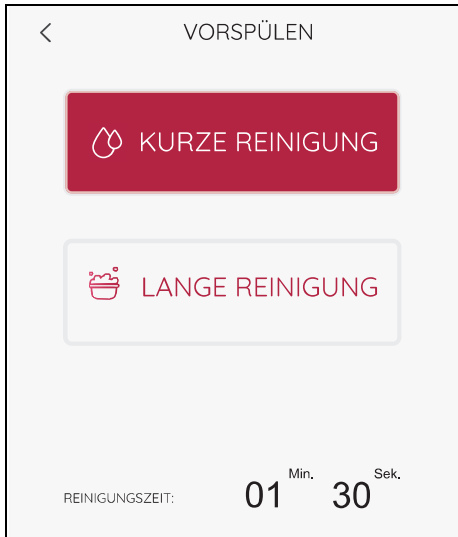 VORSPÜLEN
KURZE REINIGUNG
LANGE REINIGUNG
REINIGUNGSZEIT: 01 Min. 30 Sek.